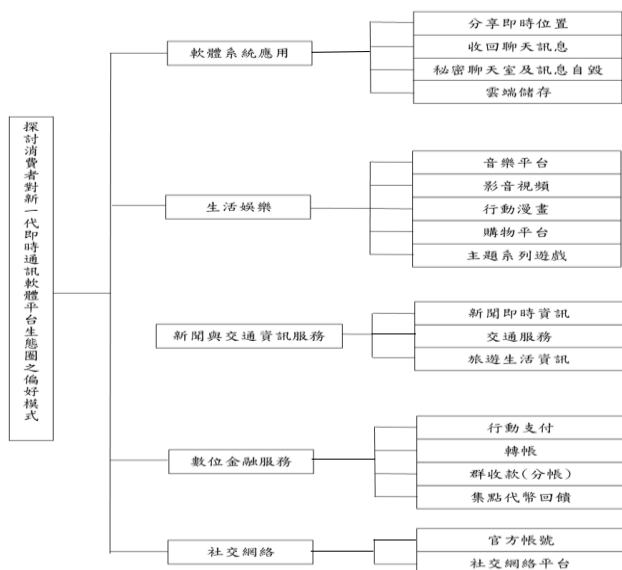 探討消費者對新一代即時通訊軟體平台生態圈之偏好模式
軟體系統應用
分享即時位置
收回聊天訊息
秘密聊天室及訊息自毀
雲端儲存
生活娛樂
音樂平台
影音視頻
行動漫畫
購物平台
主題系列遊戲
新聞與交通資訊服務
新聞即時資訊
交通服務
旅遊生活資訊
數位金融服務
行動支付
轉帳
群收款(分帳)
集點代幣回饋
社交網絡
官方帳號
社交網絡平台